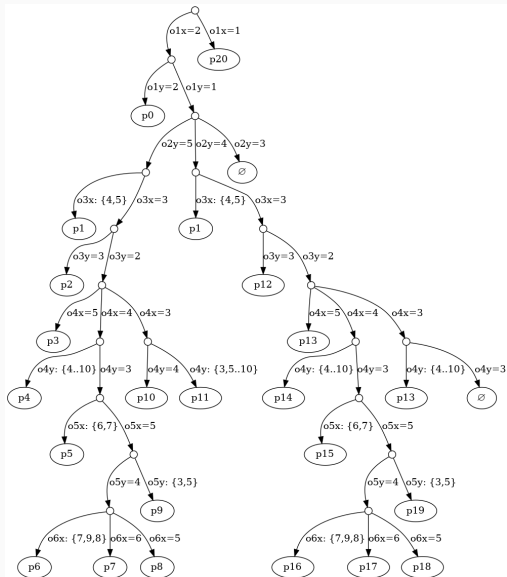 o1x=2 o1x=1
p20
o1y=2 o1y=1
p0
o2y=5 o2y=4 o2y=3
∅
o3x: {4,5} o3x=3 o3x: {4,5} o3x=3
p1 p1
o3y=3 o3y=2 o3y=3 o3y=2
p2 p12
o4x=5 o4x=4 o4x=3 o4x=5 o4x=4 o4x=3
p3 p13
o4y: {4..10} o4y=3 o4y=4 o4y: {3,5..10} o4y: {4..10} o4y=3 o4y: {4..10} o4y=3
p4 p10 p11 p14 p13 ∅
o5x: {6,7} o5x=5 o5x: {6,7} o5x=5
p5 p15
o5y=4 o5y: {3,5} o5y=4 o5y: {3,5}
p9 p19
o6x: {7,9,8} o6x=6 o6x=5 o6x: {7,9,8} o6x=6 o6x=5
p6 p7 p8 p16 p17 p18